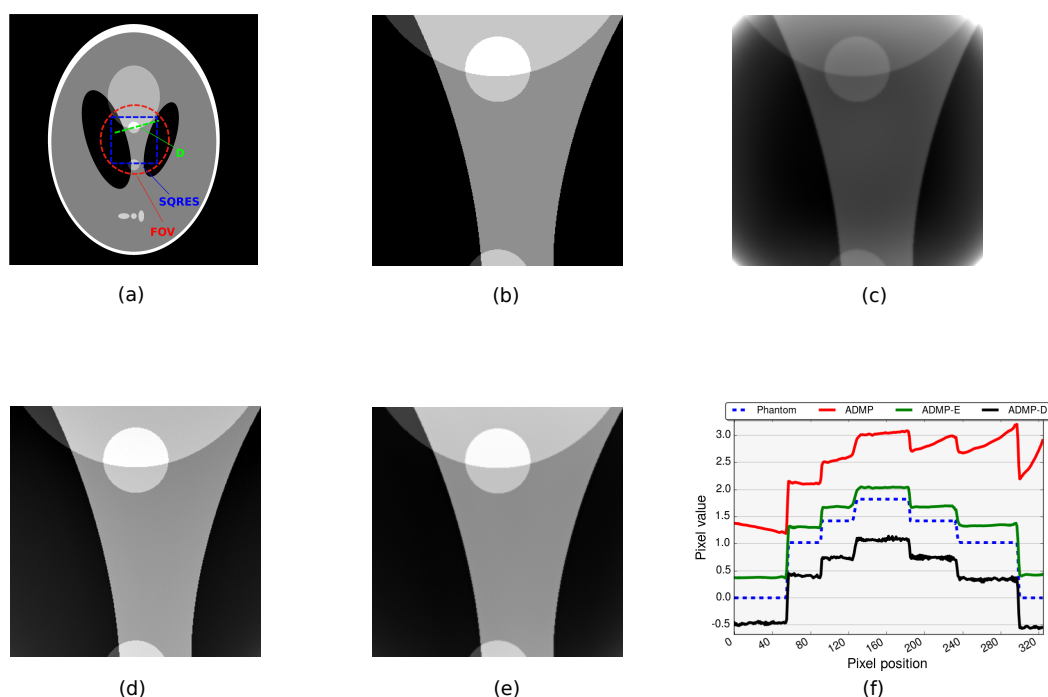 D
SQRES
FOV
(a)
(b)
(c)
(d)
(e)
Phantom ADMP ADMP-E ADMP-D
3.0
2.5
2.0
1.5
1.0
0.5
0.0
-0.5
Pixel value
0 40 80 120 160 200 240 280 320
Pixel position
(f)